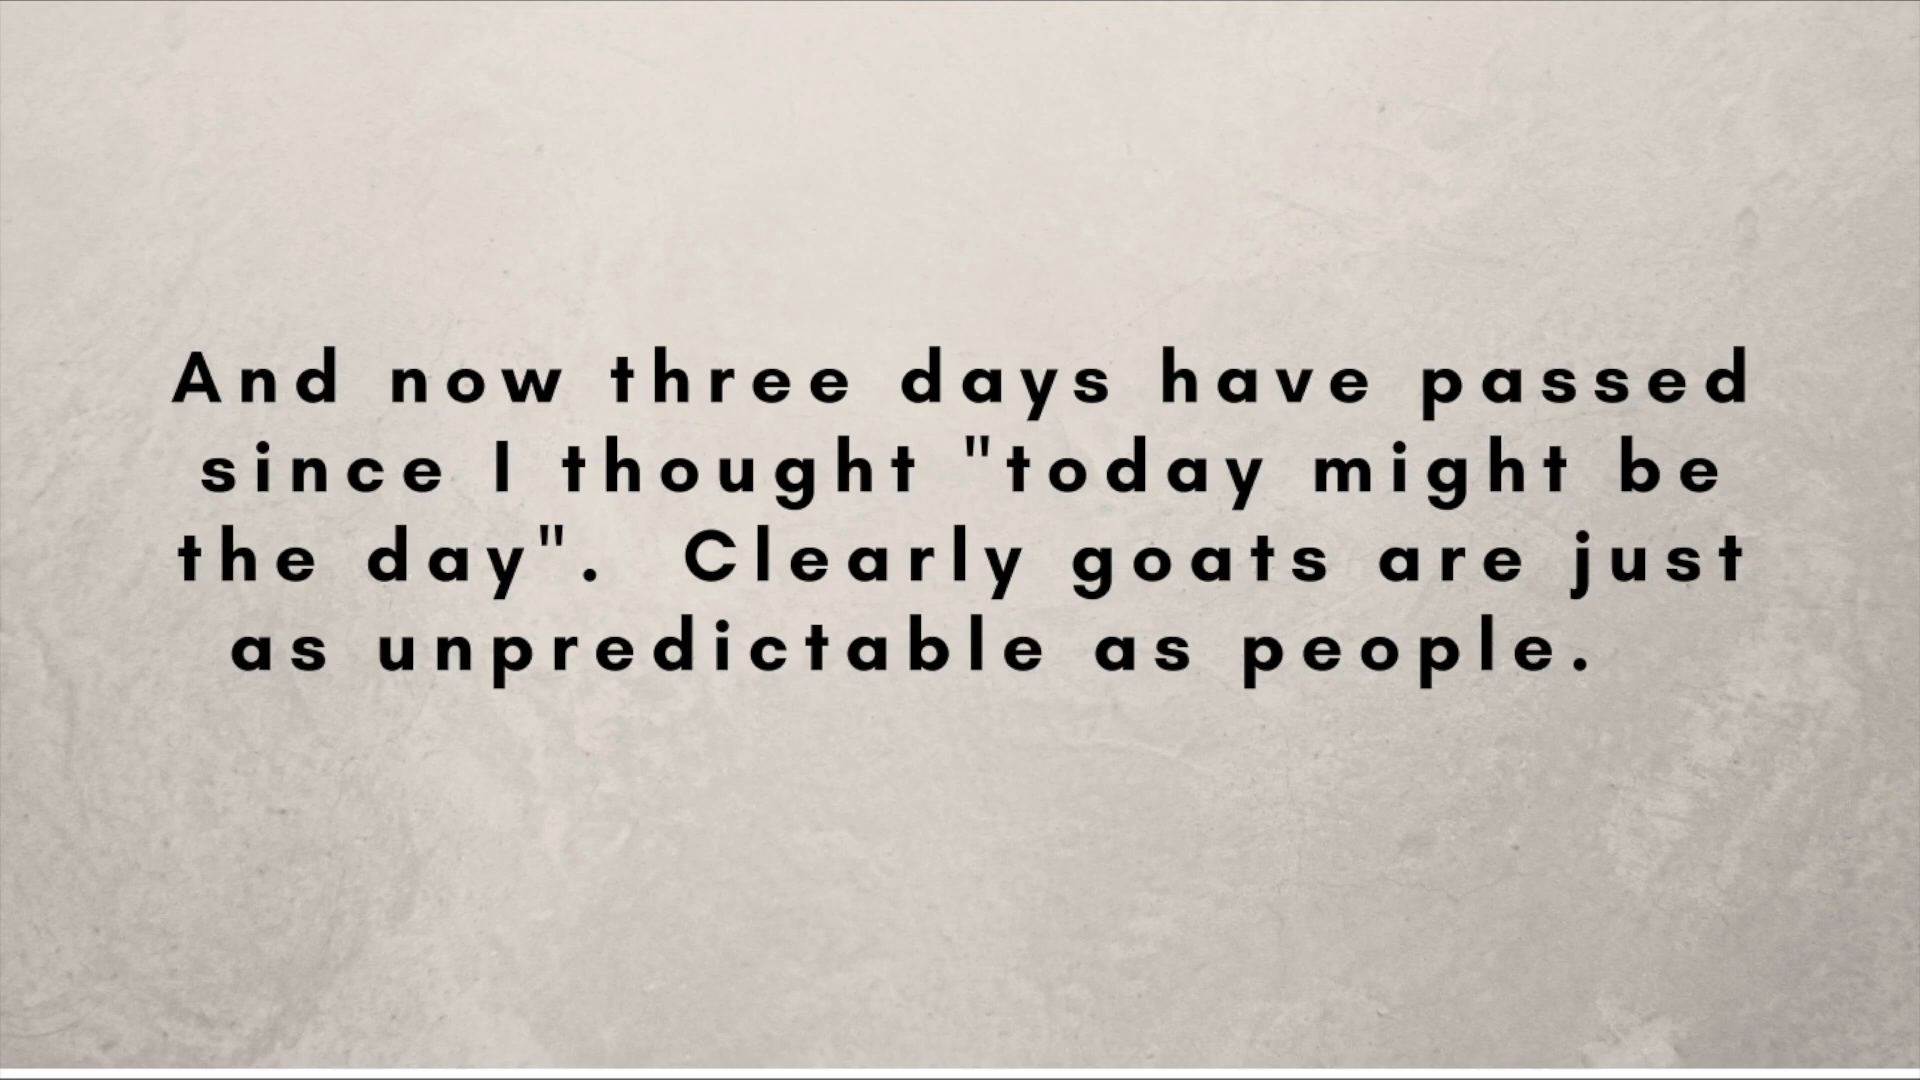 And now three days have passed
since I thought "today might be
the day".  Clearly goats are just
as unpredictable as people.